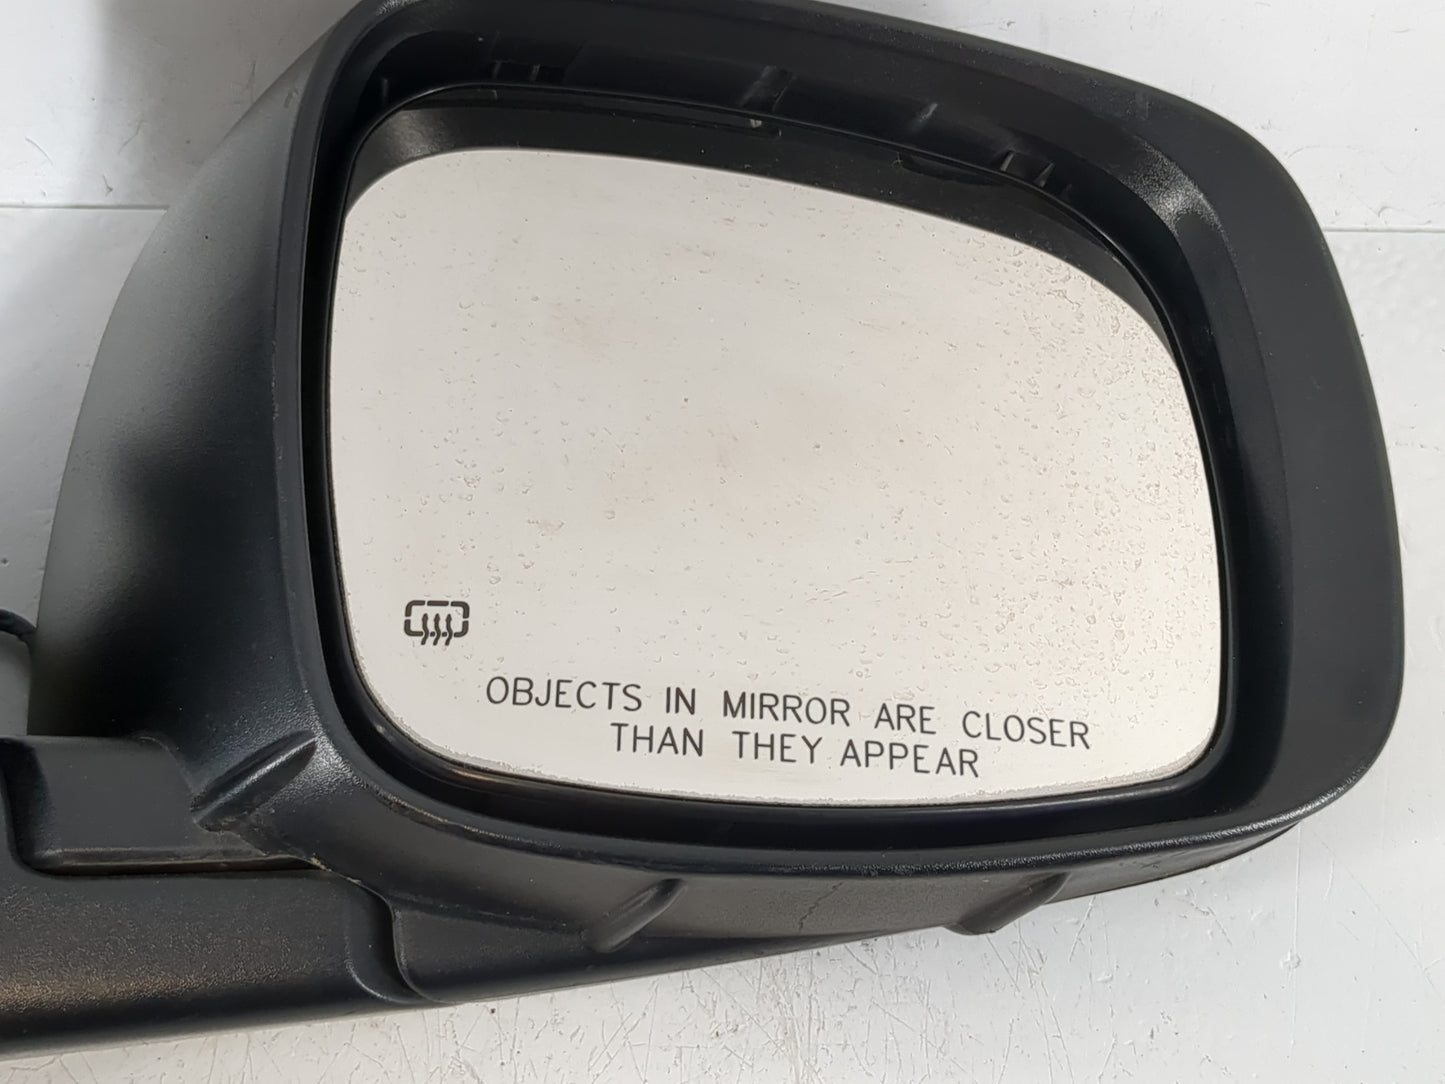 OBJECTS IN MIRROR ARE CLOSER
THAN THEY APPEAR